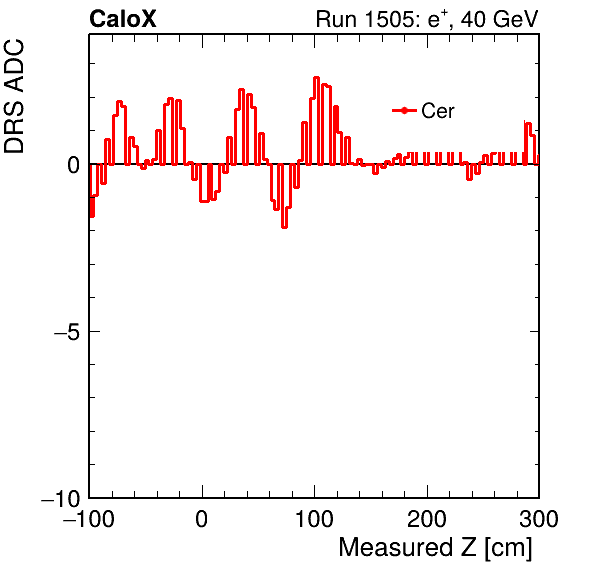 CaloX Run 1505: e⁺, 40 GeV
DRS ADC
Cer
0
−5
−10
−100 0 100 200 300
Measured Z [cm]